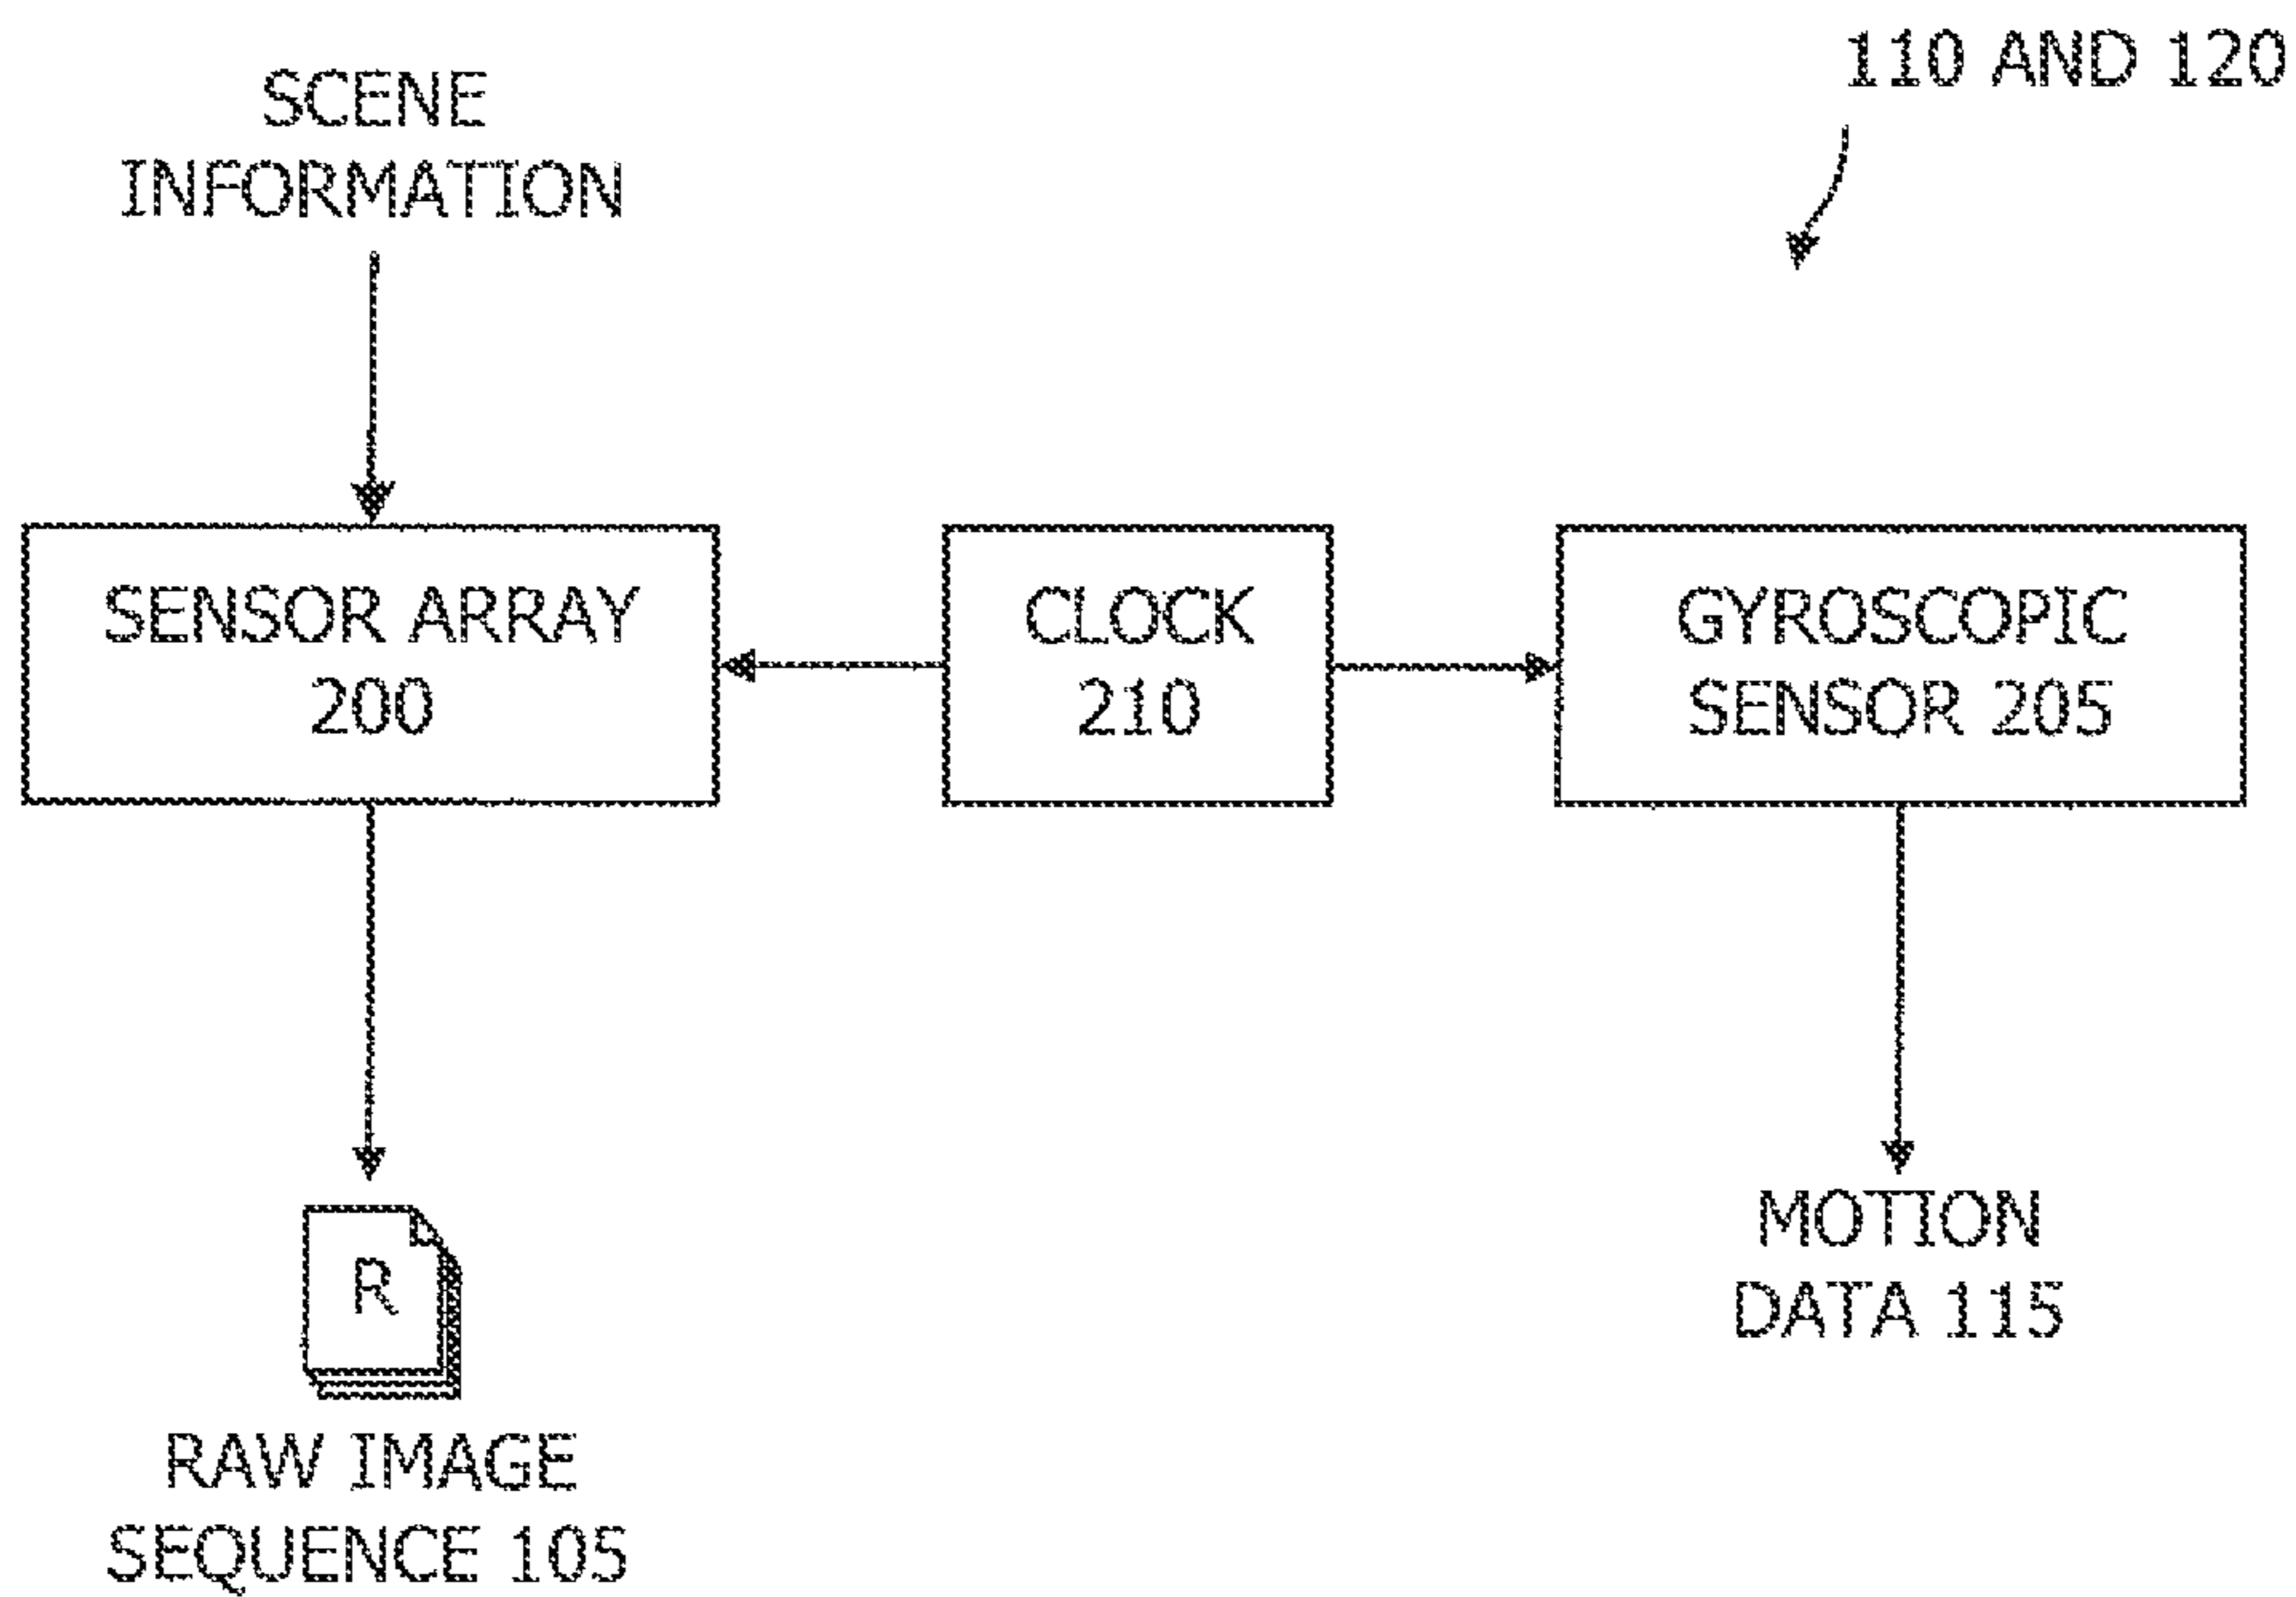 110 AND 120
SCENE
INFORMATION
SENSOR ARRAY
200
CLOCK
210
GYROSCOPIC
SENSOR 205
R
RAW IMAGE
SEQUENCE 105
MOTION
DATA 115